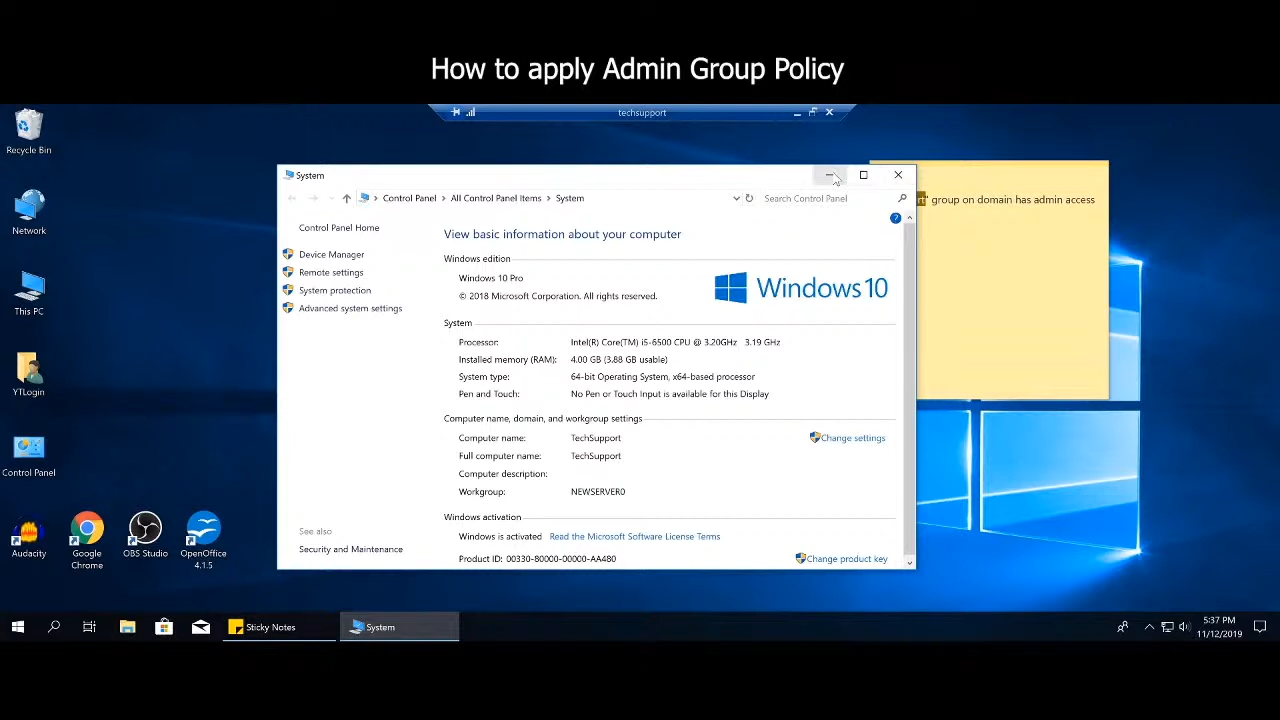 How to apply Admin Group Policy
techsupport
Recycle Bin
Network
This PC
YTLogin
Control Panel
Audacity
Google Chrome
OBS Studio
OpenOffice 4.1.5
System
Control Panel > All Control Panel Items > System
Search Control Panel
Control Panel Home
Device Manager
Remote settings
System protection
Advanced system settings
See also
Security and Maintenance
View basic information about your computer
Windows edition
Windows 10 Pro
© 2018 Microsoft Corporation. All rights reserved.
Windows 10
System
Processor: Intel(R) Core(TM) i5-6500 CPU @ 3.20GHz 3.19 GHz
Installed memory (RAM): 4.00 GB (3.88 GB usable)
System type: 64-bit Operating System, x64-based processor
Pen and Touch: No Pen or Touch Input is available for this Display
Computer name, domain, and workgroup settings
Computer name: TechSupport
Change settings
Full computer name: TechSupport
Computer description:
Workgroup: NEWSERVER0
Windows activation
Windows is activated Read the Microsoft Software License Terms
Product ID: 00330-80000-00000-AA480
Change product key
" group on domain has admin access
Sticky Notes
System
5:37 PM
11/12/2019